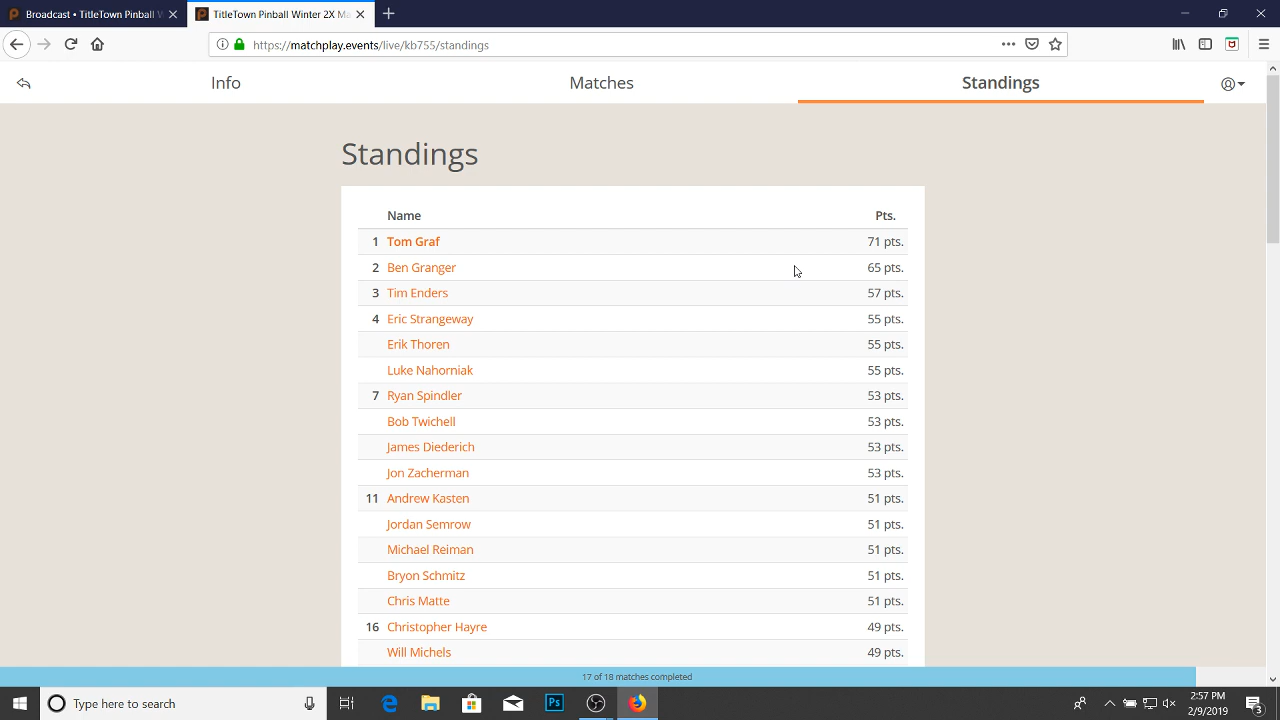 Broadcast • TitleTown Pinball W
TitleTown Pinball Winter 2X Ma
https://matchplay.events/live/kb755/standings
Info
Matches
Standings
Standings
Name Pts.
1 Tom Graf 71 pts.
2 Ben Granger 65 pts.
3 Tim Enders 57 pts.
4 Eric Strangeway 55 pts.
Erik Thoren 55 pts.
Luke Nahorniak 55 pts.
7 Ryan Spindler 53 pts.
Bob Twichell 53 pts.
James Diederich 53 pts.
Jon Zacherman 53 pts.
11 Andrew Kasten 51 pts.
Jordan Semrow 51 pts.
Michael Reiman 51 pts.
Bryon Schmitz 51 pts.
Chris Matte 51 pts.
16 Christopher Hayre 49 pts.
Will Michels 49 pts.
17 of 18 matches completed
Type here to search
Ps
2:57 PM
2/9/2019
3